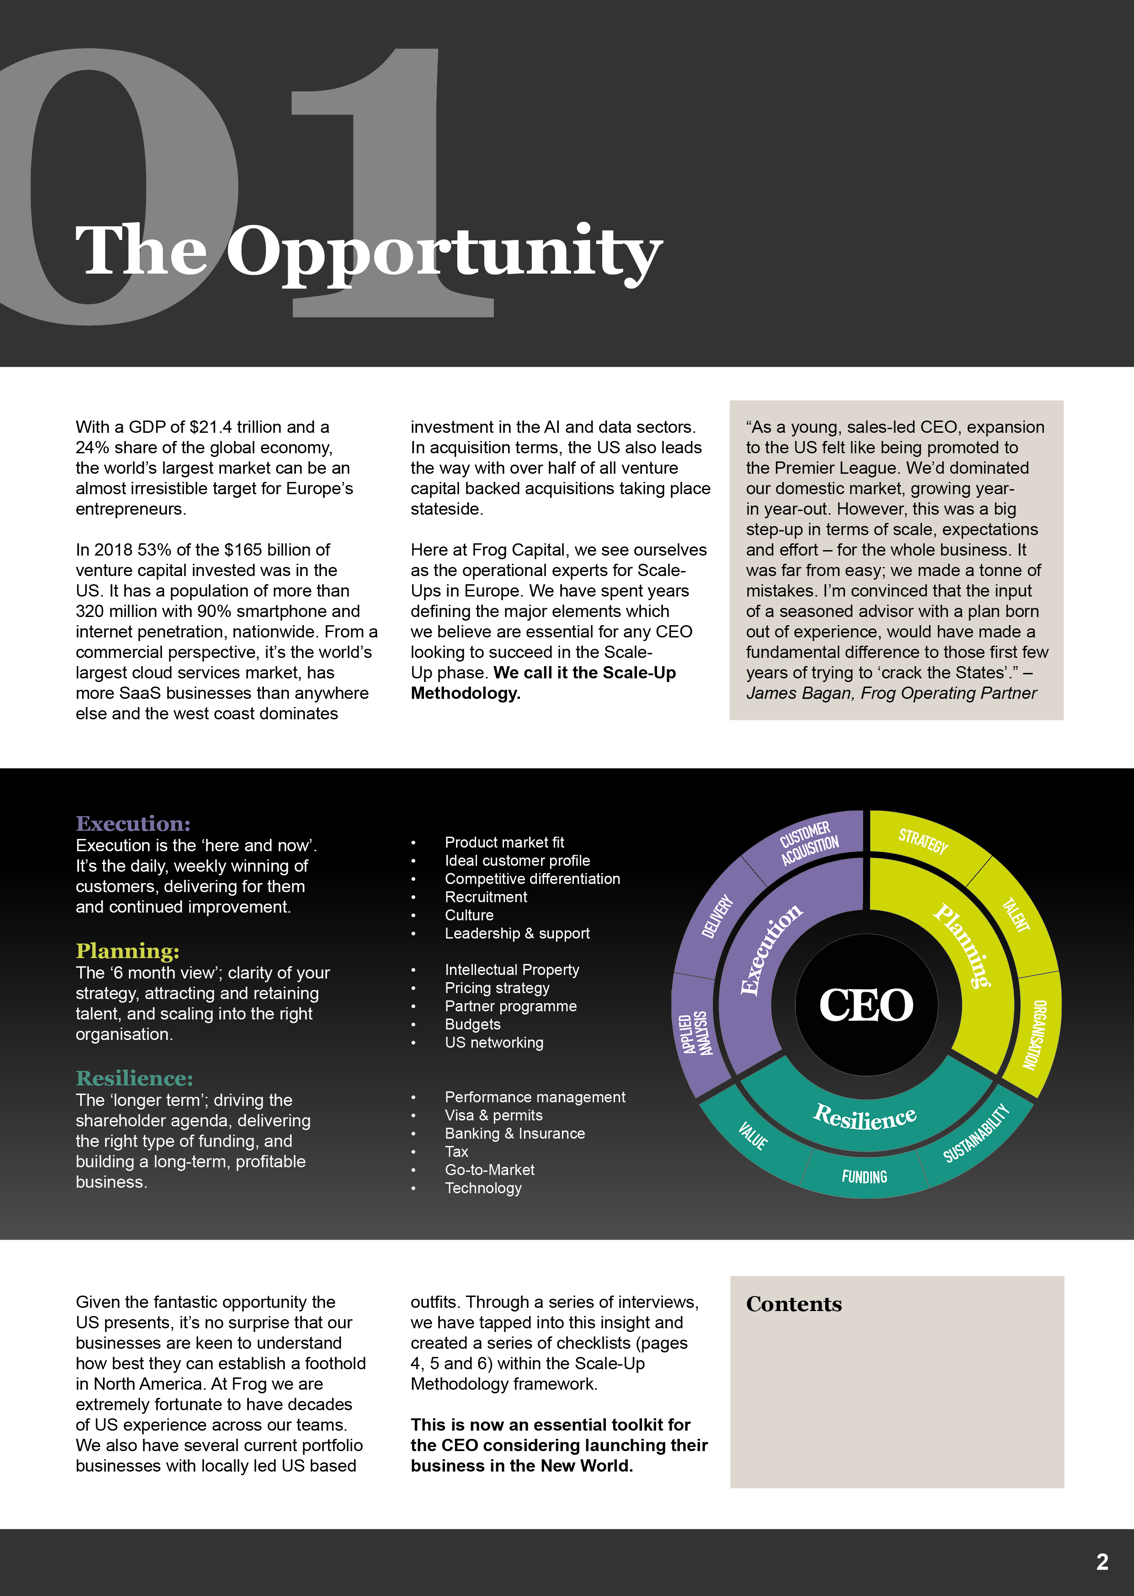 01
The Opportunity
With a GDP of $21.4 trillion and a
24% share of the global economy,
the world’s largest market can be an
almost irresistible target for Europe’s
entrepreneurs.
In 2018 53% of the $165 billion of
venture capital invested was in the
US. It has a population of more than
320 million with 90% smartphone and
internet penetration, nationwide. From a
commercial perspective, it’s the world’s
largest cloud services market, has
more SaaS businesses than anywhere
else and the west coast dominates
investment in the AI and data sectors.
In acquisition terms, the US also leads
the way with over half of all venture
capital backed acquisitions taking place
stateside.
Here at Frog Capital, we see ourselves
as the operational experts for Scale-
Ups in Europe. We have spent years
defining the major elements which
we believe are essential for any CEO
looking to succeed in the Scale-
Up phase. We call it the Scale-Up
Methodology.
“As a young, sales-led CEO, expansion
to the US felt like being promoted to
the Premier League. We’d dominated
our domestic market, growing year-
in year-out. However, this was a big
step-up in terms of scale, expectations
and effort – for the whole business. It
was far from easy; we made a tonne of
mistakes. I’m convinced that the input
of a seasoned advisor with a plan born
out of experience, would have made a
fundamental difference to those first few
years of trying to ‘crack the States’.” –
James Bagan, Frog Operating Partner
Execution:
Execution is the ‘here and now’.
It’s the daily, weekly winning of
customers, delivering for them
and continued improvement.
Planning:
The ‘6 month view’; clarity of your
strategy, attracting and retaining
talent, and scaling into the right
organisation.
Resilience:
The ‘longer term’; driving the
shareholder agenda, delivering
the right type of funding, and
building a long-term, profitable
business.
• Product market fit
• Ideal customer profile
• Competitive differentiation
• Recruitment
• Culture
• Leadership & support
• Intellectual Property
• Pricing strategy
• Partner programme
• Budgets
• US networking
• Performance management
• Visa & permits
• Banking & Insurance
• Tax
• Go-to-Market
• Technology
CUSTOMER
ACQUISITION
STRATEGY
DELIVERY
TALENT
Execution
Planning
CEO
APPLIED
ANALYSIS
ORGANISATION
Resilience
VALUE
FUNDING
SUSTAINABILITY
Given the fantastic opportunity the
US presents, it’s no surprise that our
businesses are keen to understand
how best they can establish a foothold
in North America. At Frog we are
extremely fortunate to have decades
of US experience across our teams.
We also have several current portfolio
businesses with locally led US based
outfits. Through a series of interviews,
we have tapped into this insight and
created a series of checklists (pages
4, 5 and 6) within the Scale-Up
Methodology framework.
This is now an essential toolkit for
the CEO considering launching their
business in the New World.
Contents
2